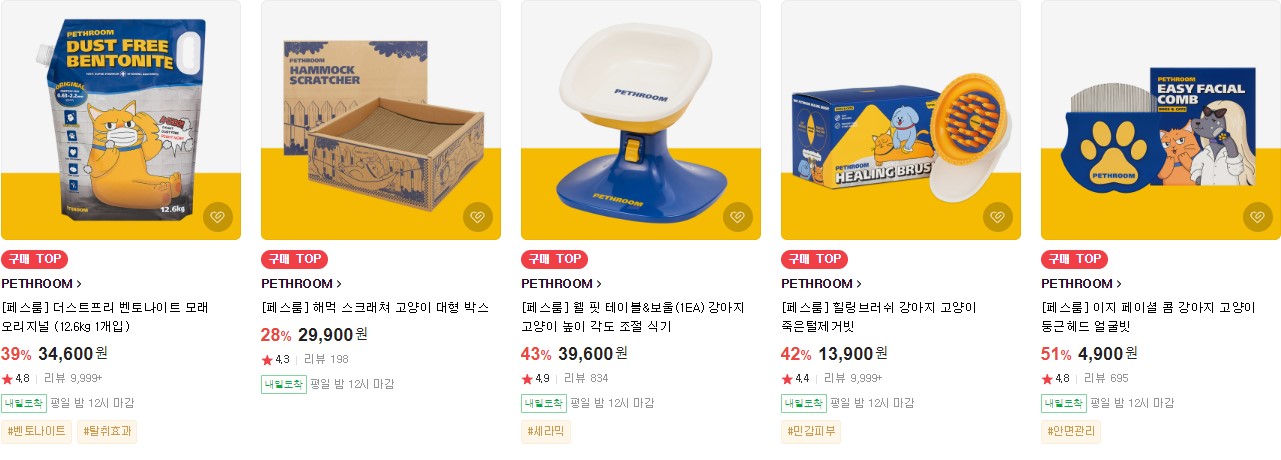 PETHROOM
DUST FREE
BENTONITE
ORIGINAL
12.6kg
PETHROOM
HAMMOCK
SCRATCHER
PETHROOM
PETHROOM
PETHROOM
HEALING BRUSH
PETHROOM
PETHROOM
EASY FACIAL
COMB
구매 TOP
PETHROOM >
[페스룸] 더스트프리 벤토나이트 모래
오리지널 (12.6kg 1개입)
39% 34,600원
★ 4.8 | 리뷰 9,999+
내일도착 평일 밤 12시 마감
#벤토나이트 #탈취효과
구매 TOP
PETHROOM >
[페스룸] 해먹 스크래쳐 고양이 대형 박스
28% 29,900원
★ 4.3 | 리뷰 198
내일도착 평일 밤 12시 마감
구매 TOP
PETHROOM >
[페스룸] 웰 핏 테이블&보울(1EA) 강아지
고양이 높이 각도 조절 식기
43% 39,600원
★ 4.9 | 리뷰 834
내일도착 평일 밤 12시 마감
#세라믹
구매 TOP
PETHROOM >
[페스룸] 힐링브러쉬 강아지 고양이
죽은털제거빗
42% 13,900원
★ 4.4 | 리뷰 9,999+
내일도착 평일 밤 12시 마감
#민감피부
구매 TOP
PETHROOM >
[페스룸] 이지 페이셜 콤 강아지 고양이
둥근헤드 얼굴빗
51% 4,900원
★ 4.8 | 리뷰 695
내일도착 평일 밤 12시 마감
#안면관리